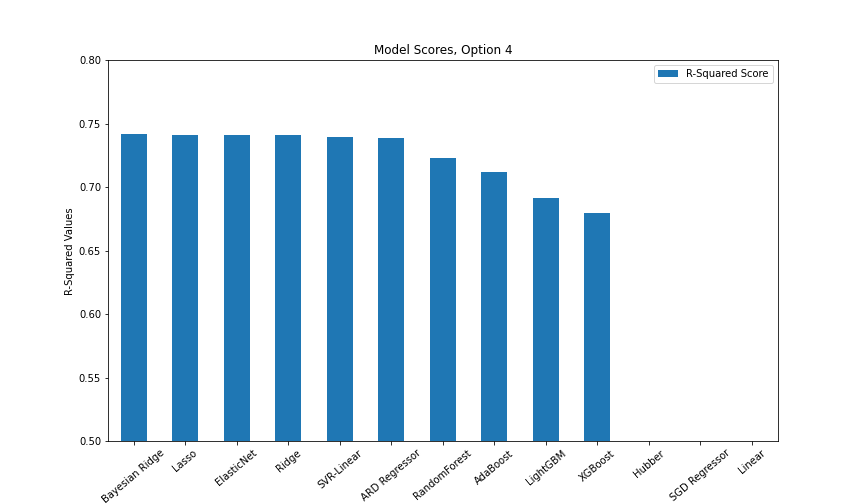 Model Scores, Option 4
R-Squared Score
R-Squared Values
0.80
0.75
0.70
0.65
0.60
0.55
0.50
Bayesian Ridge
Lasso
ElasticNet
Ridge
SVR-Linear
ARD Regressor
RandomForest
AdaBoost
LightGBM
XGBoost
Hubber
SGD Regressor
Linear